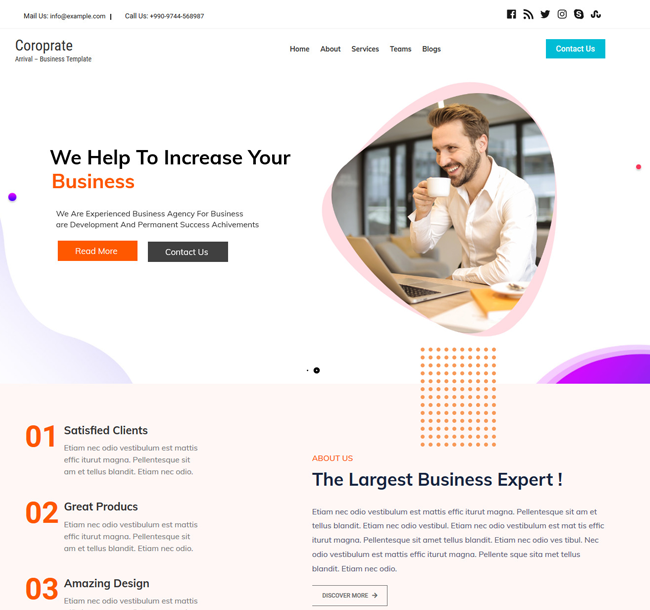 Mail Us: info@example.com | Call Us: +990-9744-568987
Coroprate
Arrival – Business Template
Home About Services Teams Blogs
Contact Us
We Help To Increase Your
Business
We Are Experienced Business Agency For Business
are Development And Permanent Success Achivements
Read More
Contact Us
01 Satisfied Clients
Etiam nec odio vestibulum est mattis
effic iturut magna. Pellentesque sit
am et tellus blandit. Etiam nec odio.
02 Great Producs
Etiam nec odio vestibulum est mattis
effic iturut magna. Pellentesque sit
am et tellus blandit. Etiam nec odio.
03 Amazing Design
Etiam nec odio vestibulum est mattis
ABOUT US
The Largest Business Expert !
Etiam nec odio vestibulum est mattis effic iturut magna. Pellentesque sit am et
tellus blandit. Etiam nec odio vestibul. Etiam nec odio vestibulum est mat tis effic
iturut magna. Pellentesque sit amet tellus blandit. Etiam nec odio ves tibul. Nec
odio vestibulum est mattis effic iturut magna. Pellente sque sita met tellus
blandit. Etiam nec odio.
DISCOVER MORE